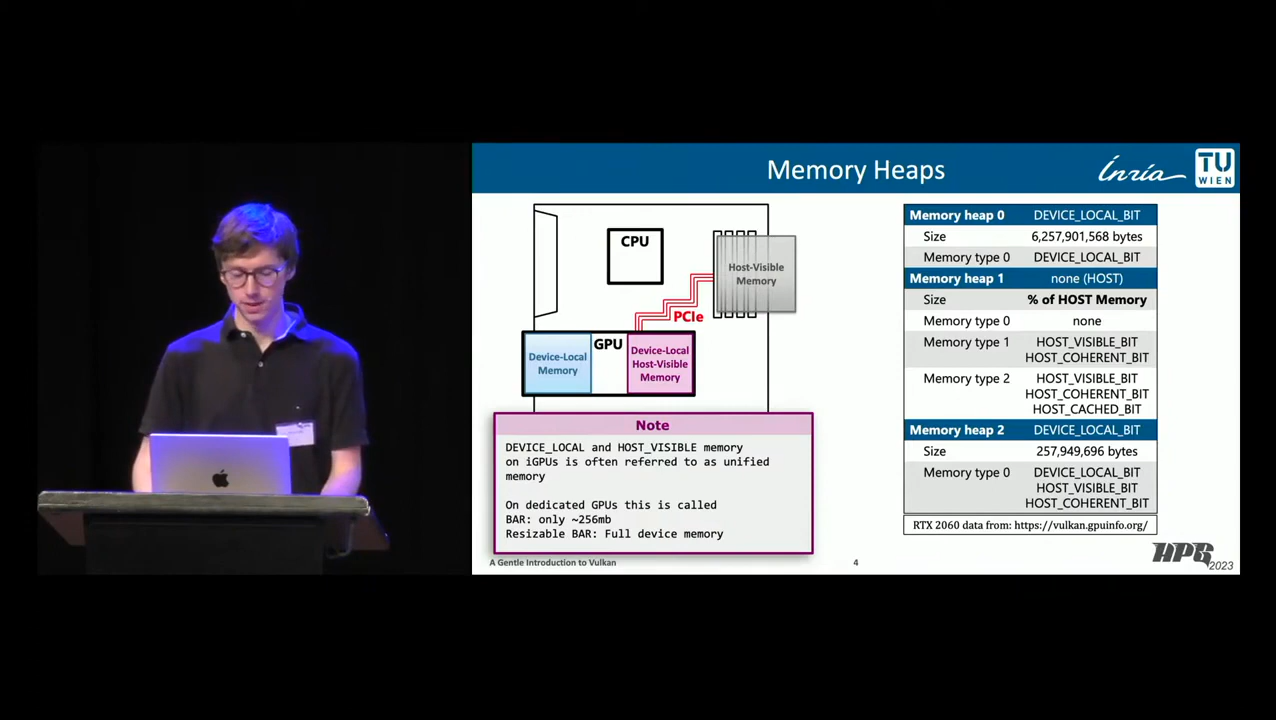 Memory Heaps
Inria
TU
WIEN
CPU
Host-Visible
Memory
PCIe
GPU
Device-Local
Memory
Device-Local
Host-Visible
Memory
Note
DEVICE_LOCAL and HOST_VISIBLE memory
on iGPUs is often referred to as unified
memory
On dedicated GPUs this is called
BAR: only ~256mb
Resizable BAR: Full device memory
Memory heap 0 DEVICE_LOCAL_BIT
Size 6,257,901,568 bytes
Memory type 0 DEVICE_LOCAL_BIT
Memory heap 1 none (HOST)
Size % of HOST Memory
Memory type 0 none
Memory type 1 HOST_VISIBLE_BIT
HOST_COHERENT_BIT
Memory type 2 HOST_VISIBLE_BIT
HOST_COHERENT_BIT
HOST_CACHED_BIT
Memory heap 2 DEVICE_LOCAL_BIT
Size 257,949,696 bytes
Memory type 0 DEVICE_LOCAL_BIT
HOST_VISIBLE_BIT
HOST_COHERENT_BIT
RTX 2060 data from: https://vulkan.gpuinfo.org/
A Gentle Introduction to Vulkan
4
HPG
2023